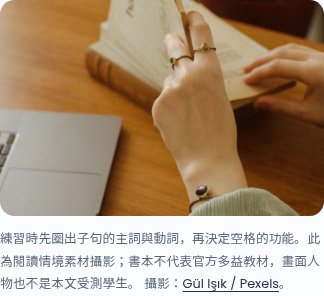 練習時先圈出子句的主詞與動詞，再決定空格的功能。此
為閱讀情境素材攝影；書本不代表官方多益教材，畫面人
物也不是本文受測學生。 攝影：Gül Işık / Pexels。